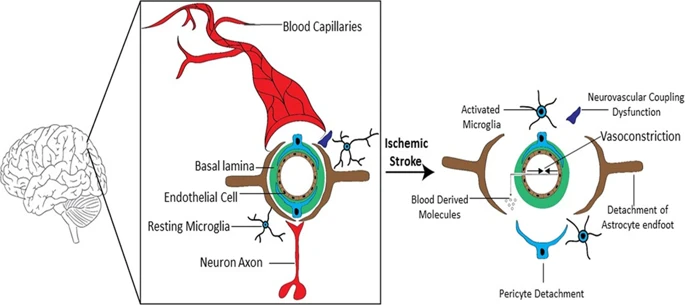 Blood Capillaries
Basal lamina
Endothelial Cell
Resting Microglia
Neuron Axon
Ischemic
Stroke
Activated
Microglia
Neurovascular Coupling
Dysfunction
Vasoconstriction
Blood Derived
Molecules
Detachment of
Astrocyte endfoot
Pericyte Detachment